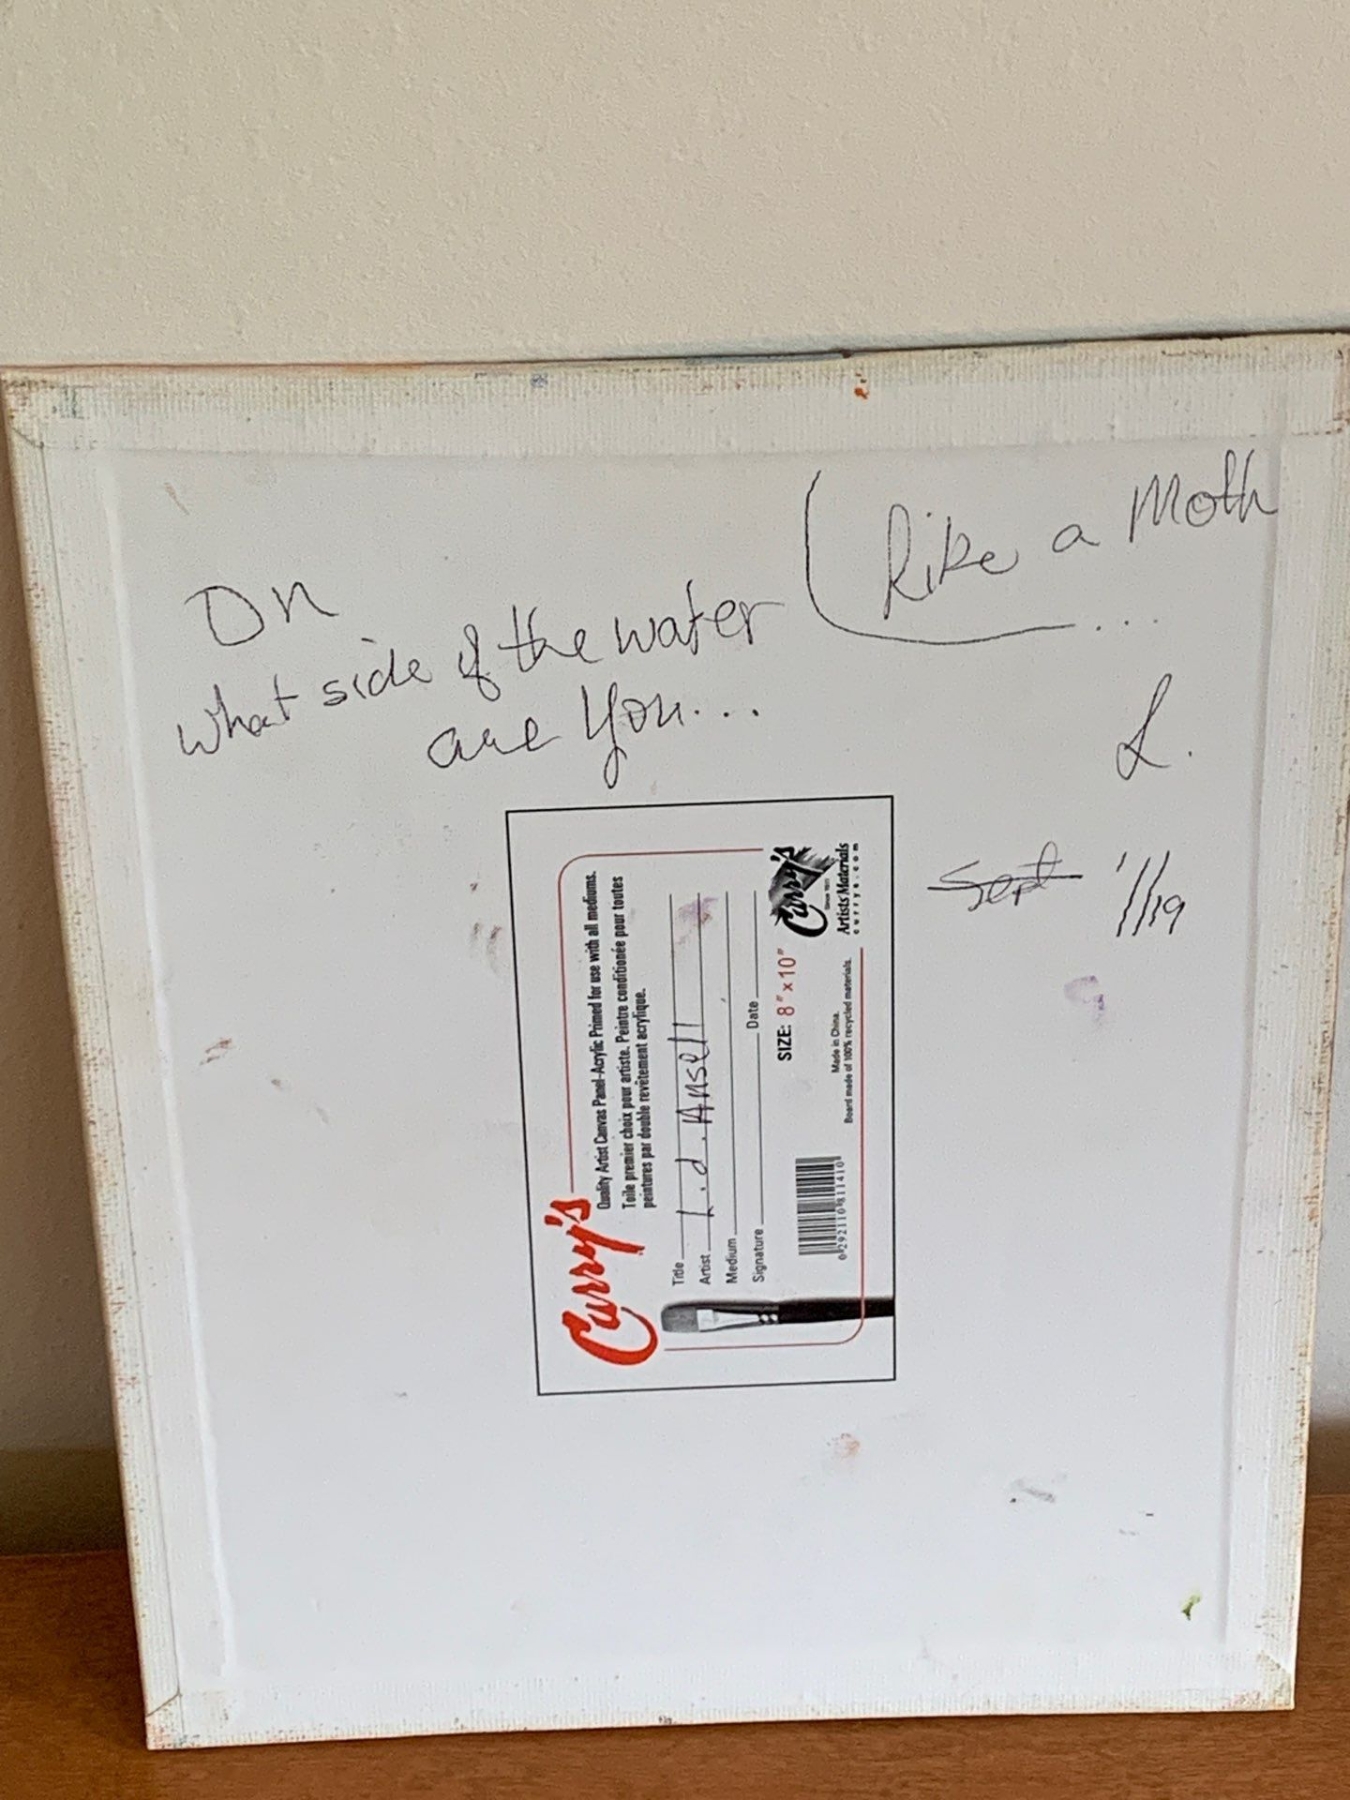 On
what side of the water
are You...
Like a Moth
...
L.
Sept '/19
Curry's
Quality Artist Canvas Panel-Acrylic Primed for use with all mediums.
Toile premier choix pour artiste. Peintre conditionée pour toutes
peintures par double revêtement acrylique.
Title
Artist L.d. Ansell
Medium
Signature Date
SIZE: 8" x 10"
Curry's
Since 1911
Artists' Materials
currys.com
Made in China.
Board made of 100% recycled materials.